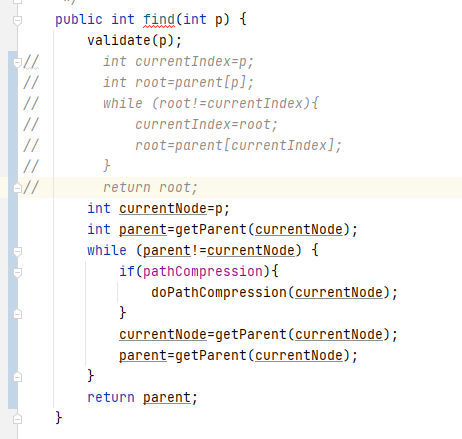 */
public int find(int p) {
validate(p);
// int currentIndex=p;
// int root=parent[p];
// while (root!=currentIndex){
// currentIndex=root;
// root=parent[currentIndex];
// }
// return root;
int currentNode=p;
int parent=getParent(currentNode);
while (parent!=currentNode) {
if(pathCompression){
doPathCompression(currentNode);
}
currentNode=getParent(currentNode);
parent=getParent(currentNode);
}
return parent;
}